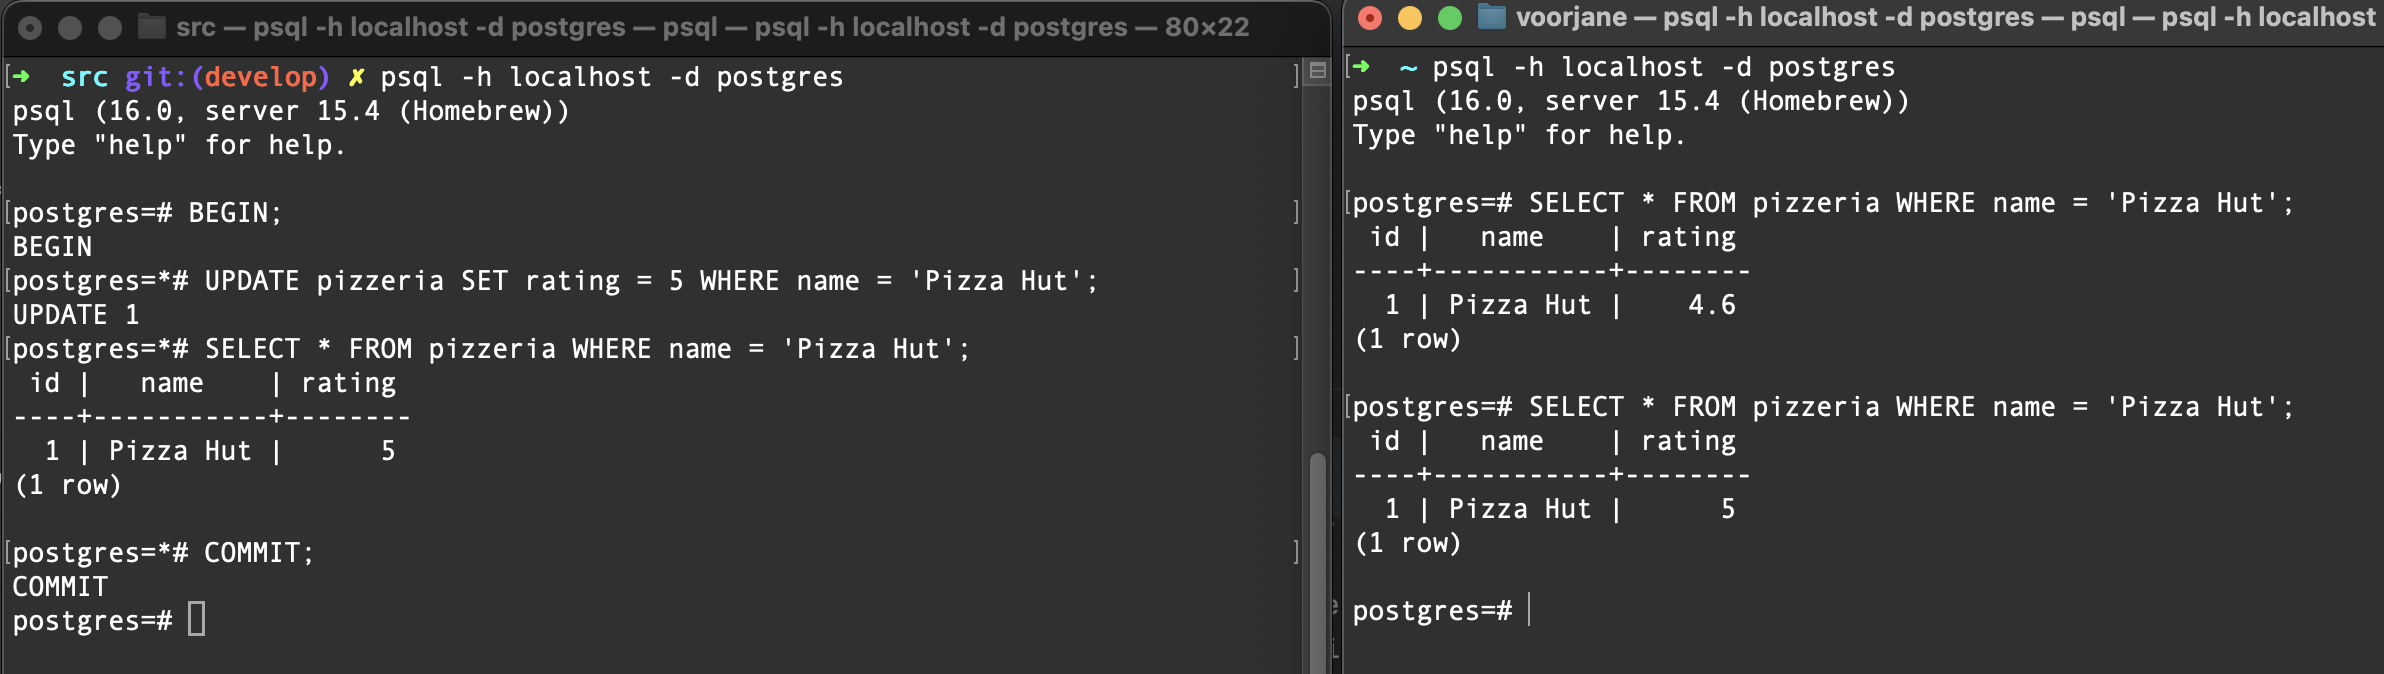 src — psql -h localhost -d postgres — psql — psql -h localhost -d postgres — 80×22
➜  src git:(develop) ✗ psql -h localhost -d postgres
psql (16.0, server 15.4 (Homebrew))
Type "help" for help.

postgres=# BEGIN;
BEGIN
postgres=*# UPDATE pizzeria SET rating = 5 WHERE name = 'Pizza Hut';
UPDATE 1
postgres=*# SELECT * FROM pizzeria WHERE name = 'Pizza Hut';
 id |   name    | rating
----+-----------+--------
  1 | Pizza Hut |      5
(1 row)

postgres=*# COMMIT;
COMMIT
postgres=#
voorjane — psql -h localhost -d postgres — psql — psql -h localhost
➜  ~ psql -h localhost -d postgres
psql (16.0, server 15.4 (Homebrew))
Type "help" for help.

postgres=# SELECT * FROM pizzeria WHERE name = 'Pizza Hut';
 id |   name    | rating
----+-----------+--------
  1 | Pizza Hut |    4.6
(1 row)

postgres=# SELECT * FROM pizzeria WHERE name = 'Pizza Hut';
 id |   name    | rating
----+-----------+--------
  1 | Pizza Hut |      5
(1 row)

postgres=#